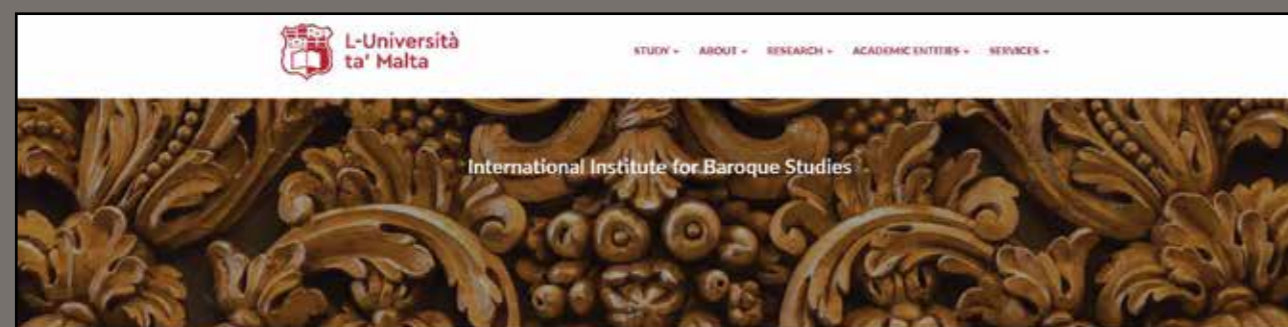 L-Università
ta' Malta
STUDY ABOUT RESEARCH ACADEMIC ENTITIES SERVICES
International Institute for Baroque Studies